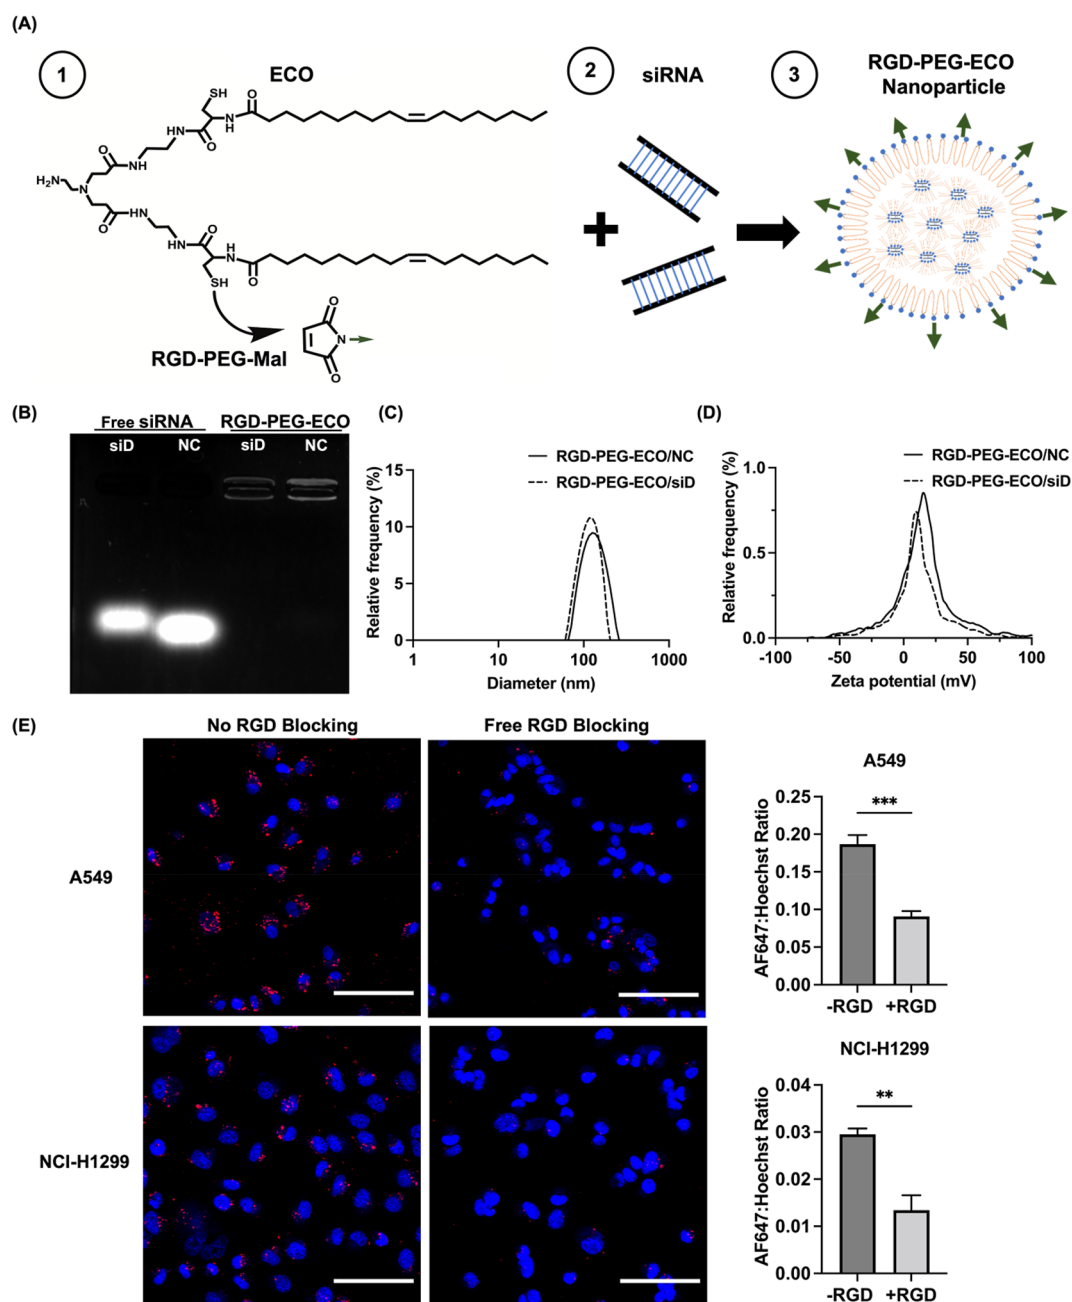 (A)
1
ECO
2
siRNA
3
RGD-PEG-ECO
Nanoparticle
SH
O
N
H
O
HN
O
N
H
H₂N
N
O
HN
O
NH
H
N
O
SH
RGD-PEG-Mal
O
N
O
(B)
Free siRNA
RGD-PEG-ECO
siD
NC
siD
NC
(C)
RGD-PEG-ECO/NC
RGD-PEG-ECO/siD
Relative frequency (%)
15
10
5
0
1
10
100
1000
Diameter (nm)
(D)
RGD-PEG-ECO/NC
RGD-PEG-ECO/siD
Relative frequency (%)
1.0
0.5
0.0
-100
-50
0
50
100
Zeta potential (mV)
(E)
No RGD Blocking
Free RGD Blocking
A549
NCI-H1299
A549
AF647:Hoechst Ratio
0.25
0.20
0.15
0.10
0.05
0.00
***
-RGD
+RGD
NCI-H1299
AF647:Hoechst Ratio
0.04
0.03
0.02
0.01
0.00
**
-RGD
+RGD